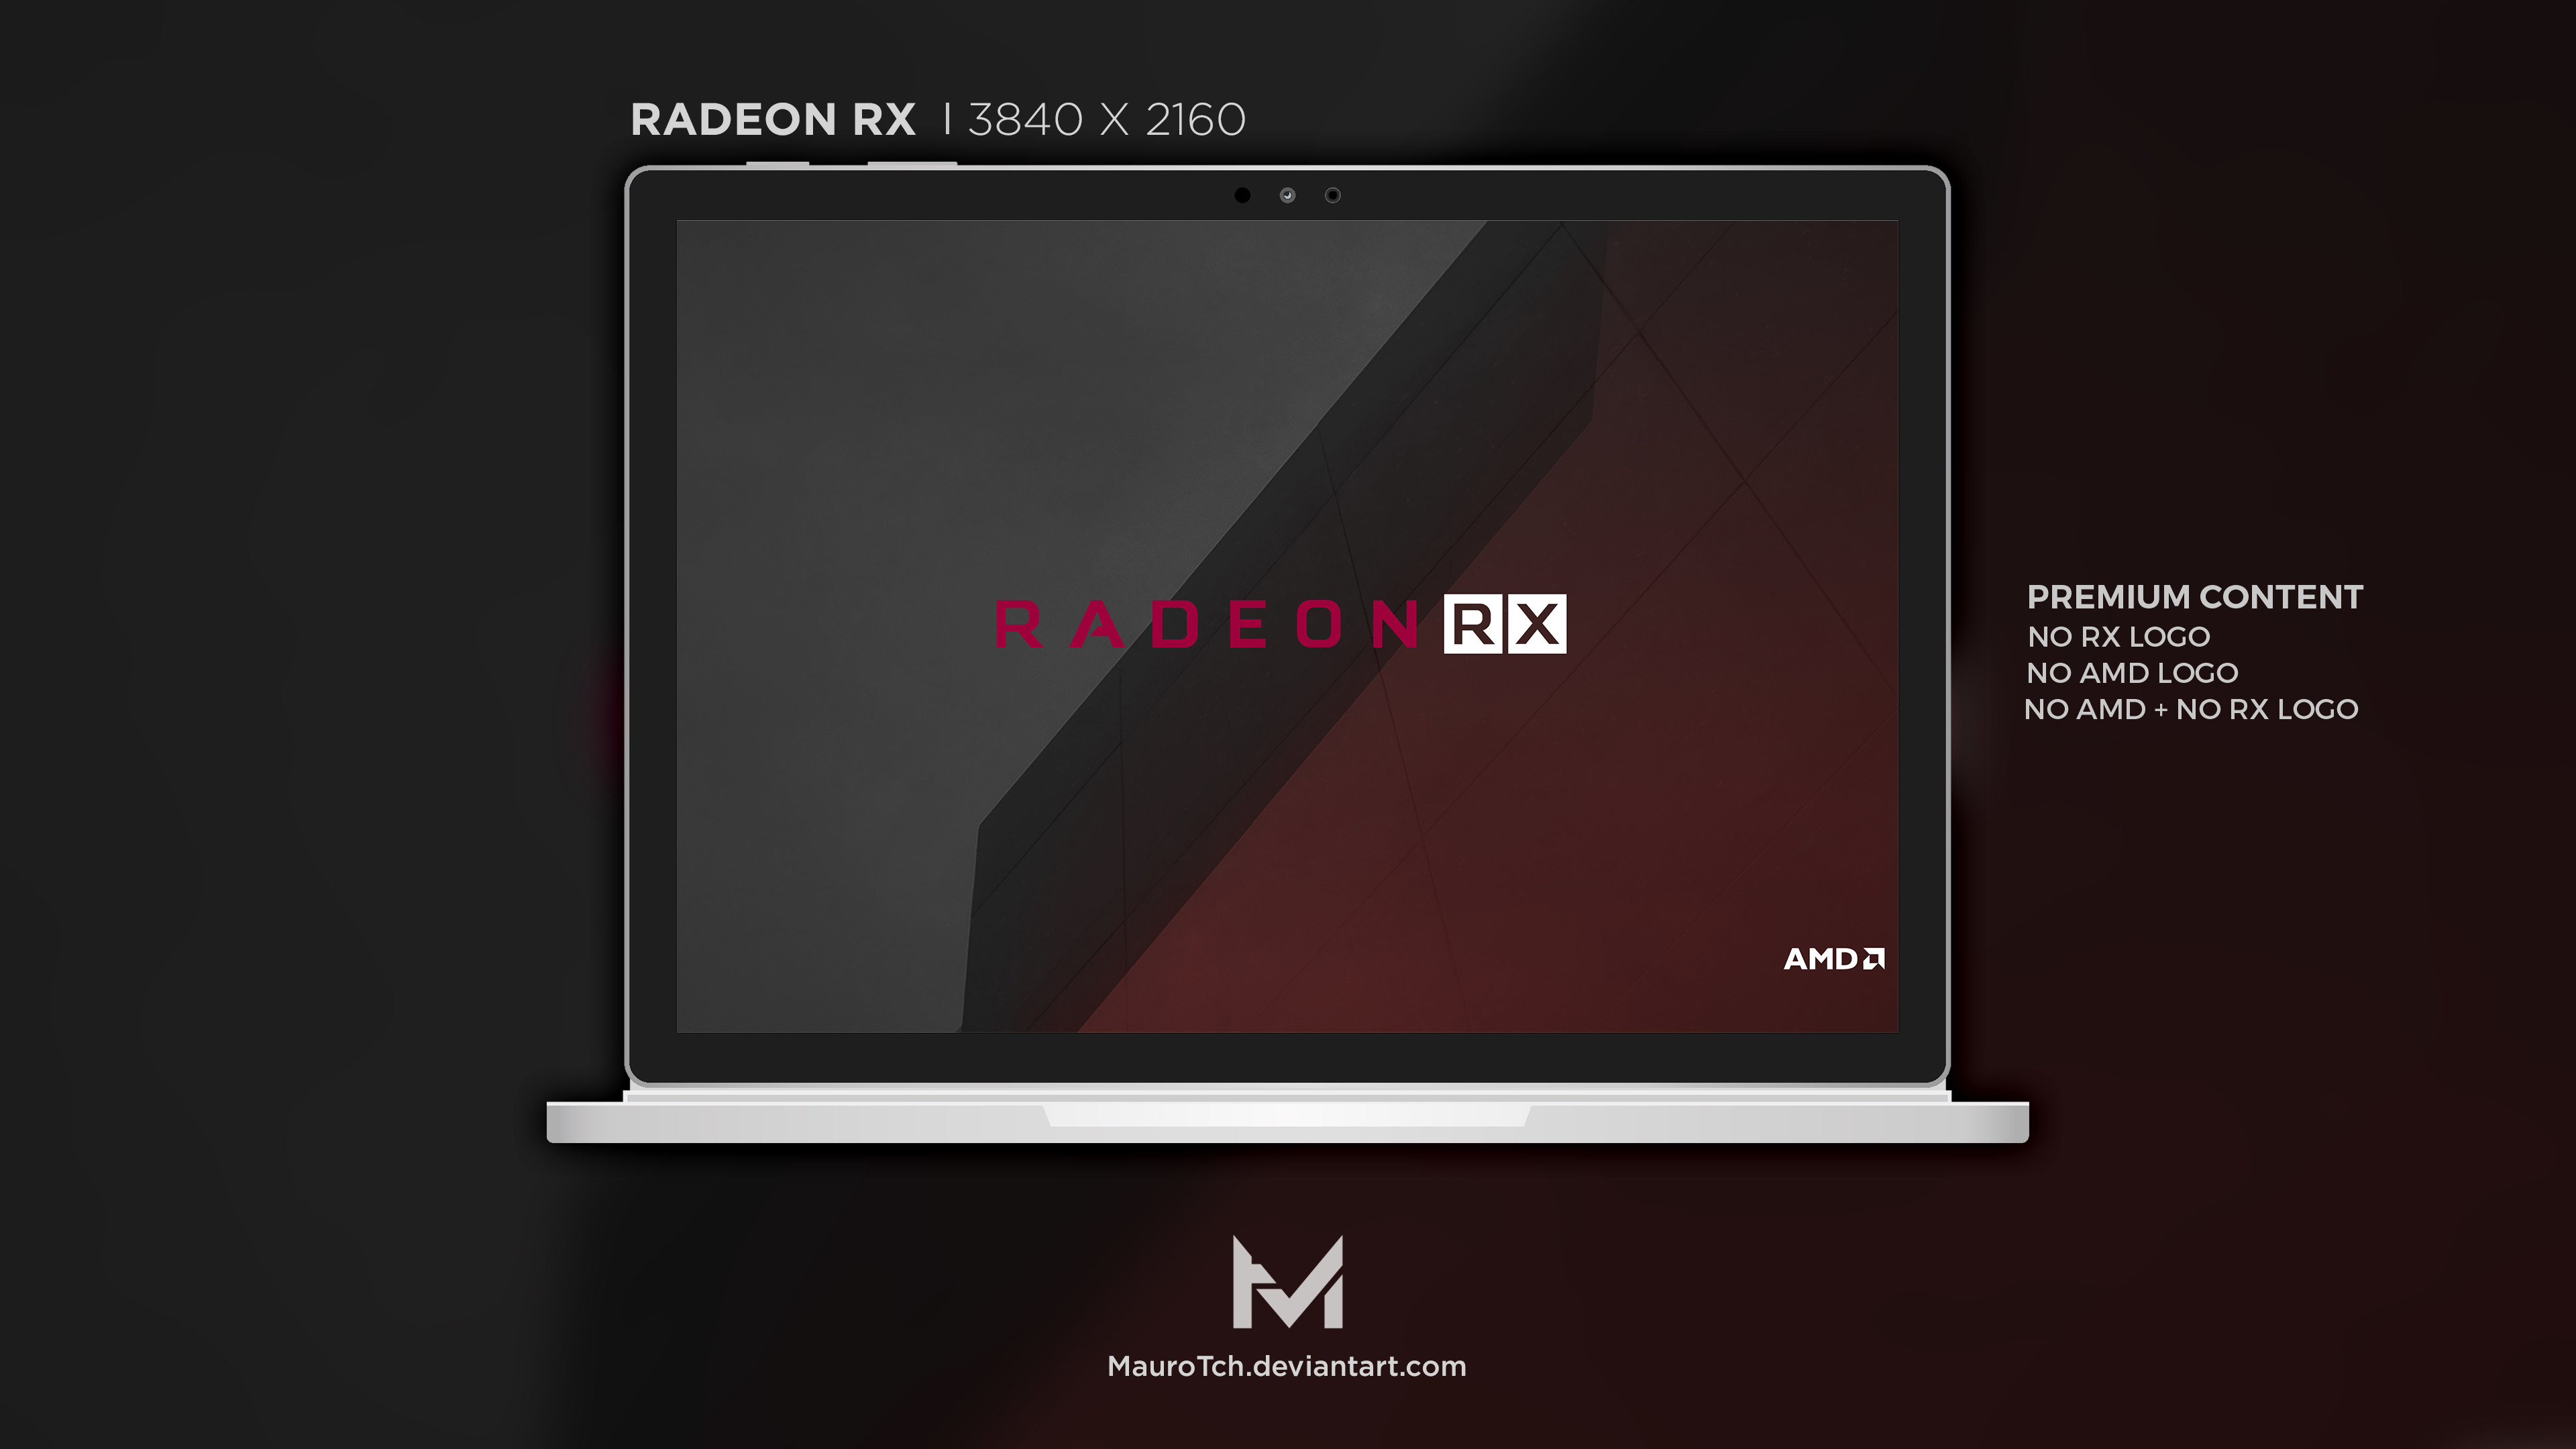 RADEON RX | 3840 X 2160
RADEON RX
PREMIUM CONTENT
NO RX LOGO
NO AMD LOGO
NO AMD + NO RX LOGO
AMD
MauroTch.deviantart.com